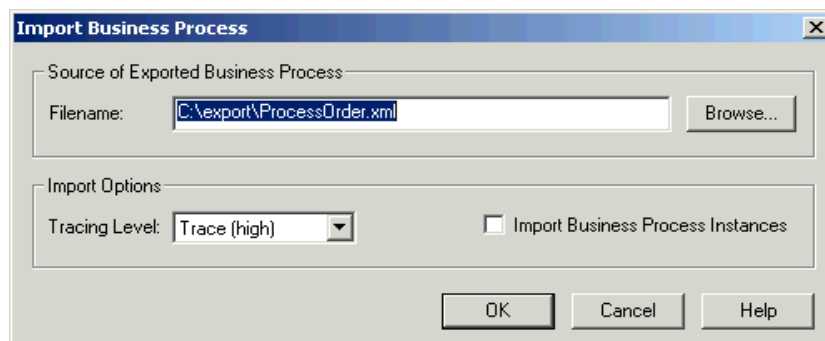 Import Business Process
Source of Exported Business Process
Filename: C:\export\ProcessOrder.xml Browse...
Import Options
Tracing Level: Trace (high) Import Business Process Instances
OK Cancel Help